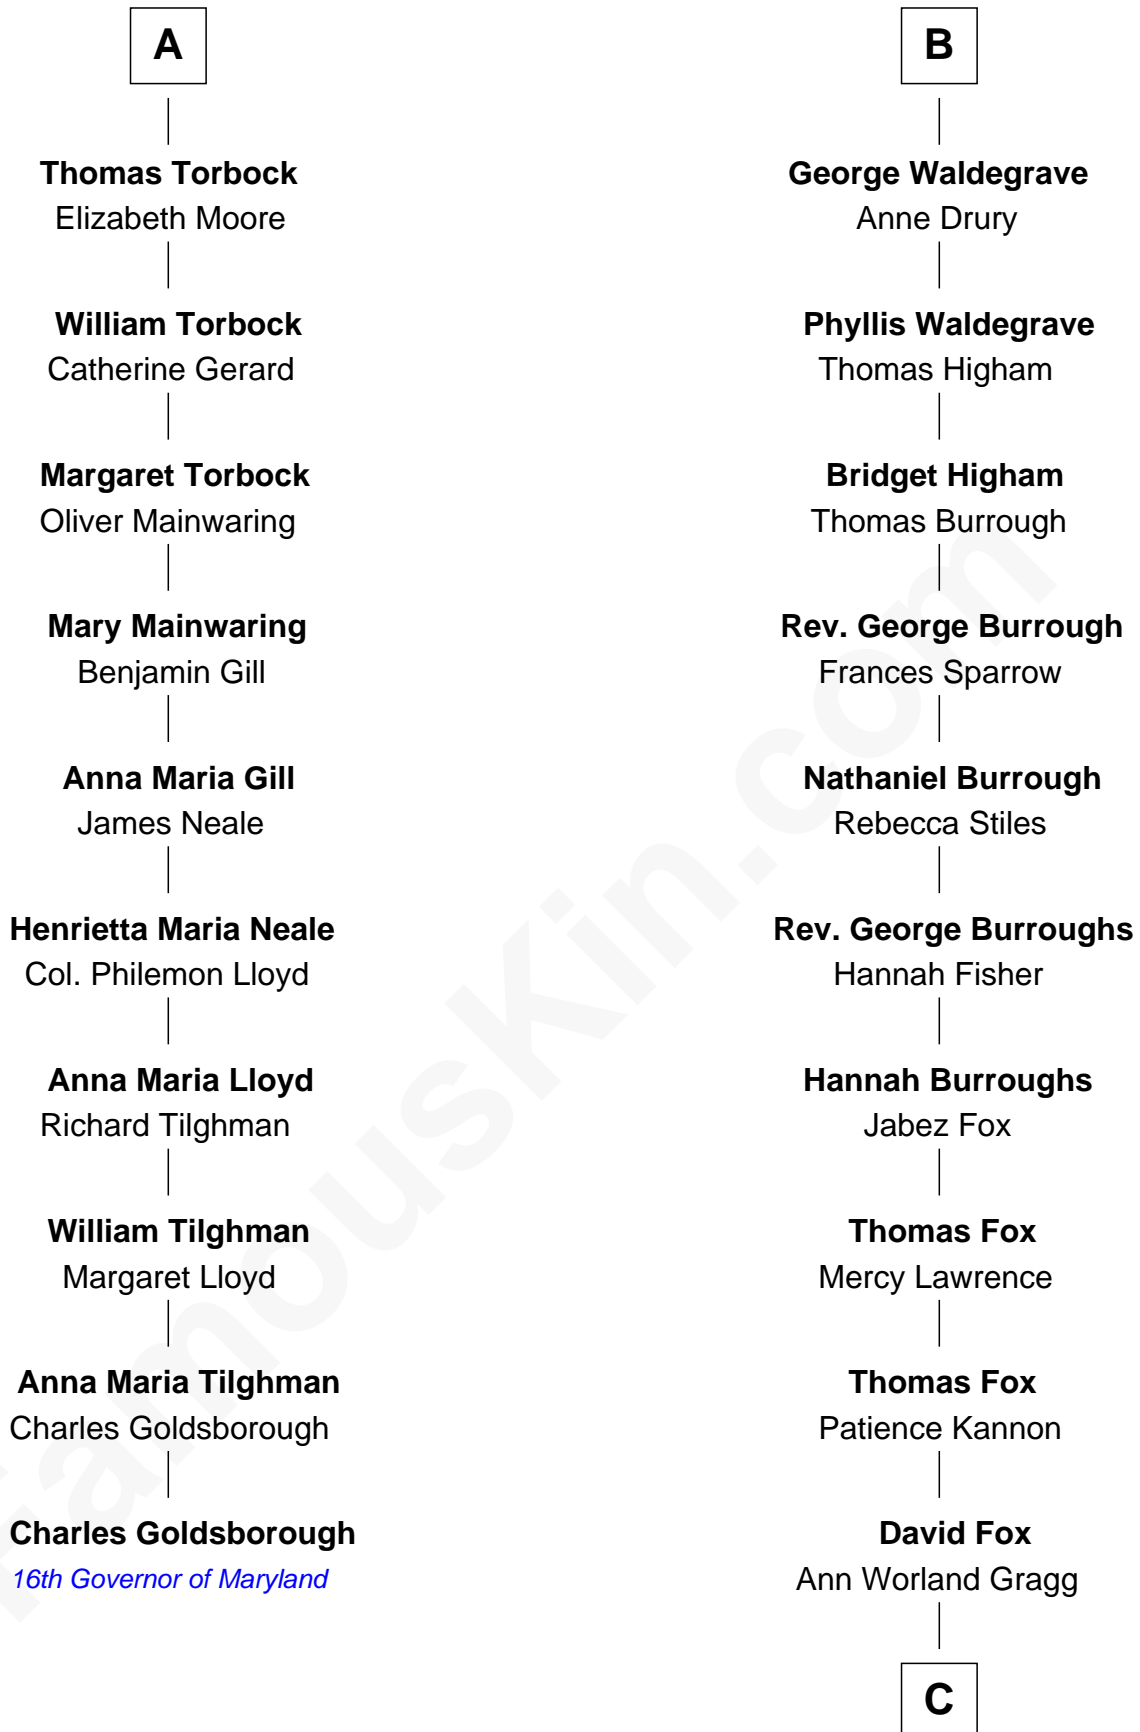 A
Thomas Torbock
Elizabeth Moore
William Torbock
Catherine Gerard
Margaret Torbock
Oliver Mainwaring
Mary Mainwaring
Benjamin Gill
Anna Maria Gill
James Neale
Henrietta Maria Neale
Col. Philemon Lloyd
Anna Maria Lloyd
Richard Tilghman
William Tilghman
Margaret Lloyd
Anna Maria Tilghman
Charles Goldsborough
Charles Goldsborough
16th Governor of Maryland
B
George Waldegrave
Anne Drury
Phyllis Waldegrave
Thomas Higham
Bridget Higham
Thomas Burrough
Rev. George Burrough
Frances Sparrow
Nathaniel Burrough
Rebecca Stiles
Rev. George Burroughs
Hannah Fisher
Hannah Burroughs
Jabez Fox
Thomas Fox
Mercy Lawrence
Thomas Fox
Patience Kannon
David Fox
Ann Worland Gragg
C
FamousKin.com